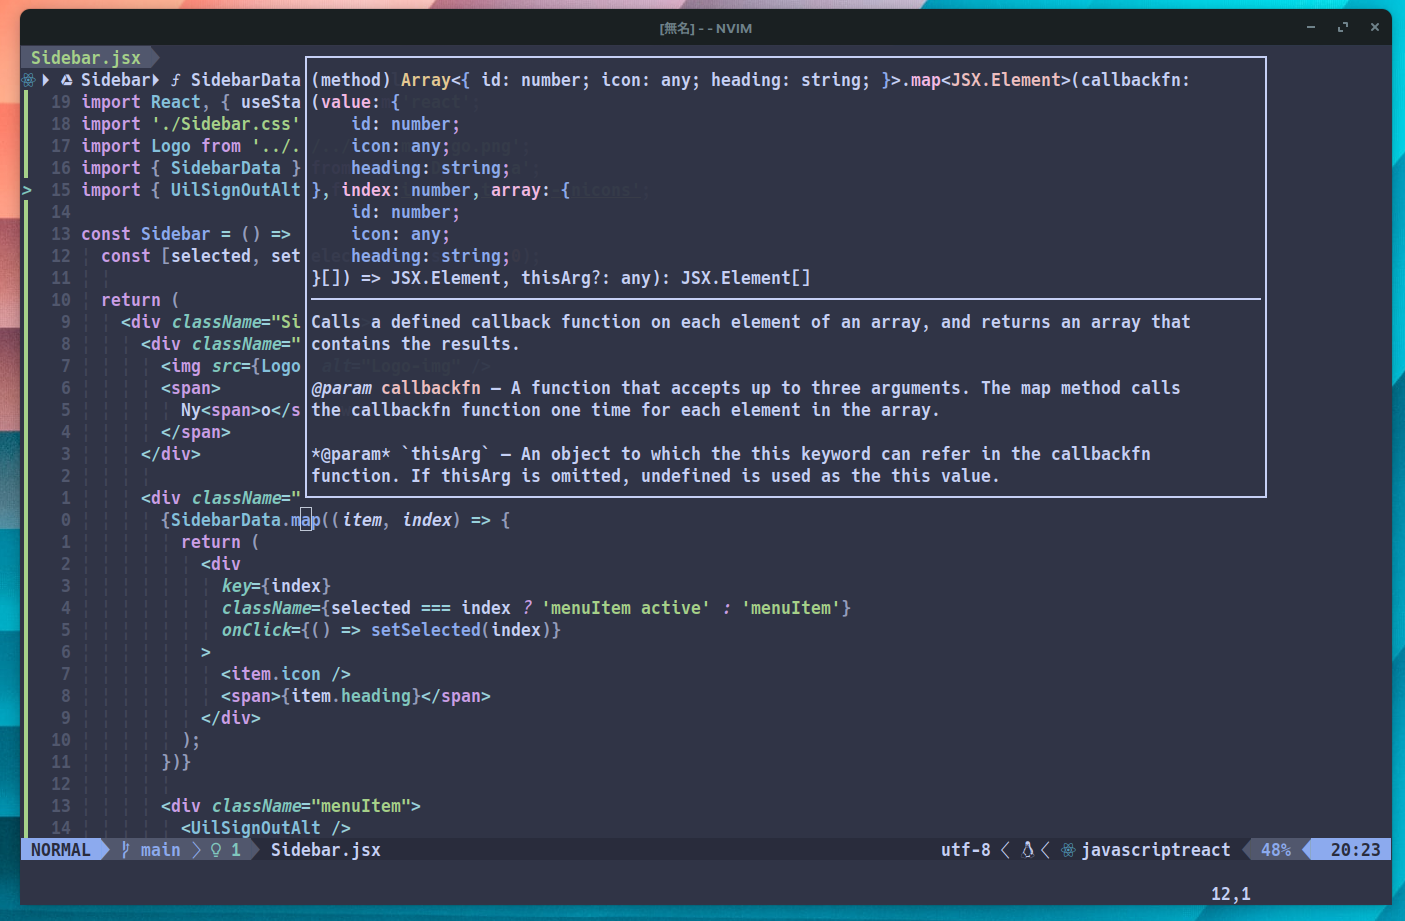 [無名] - - NVIM
Sidebar.jsx
Sidebar ƒ SidebarData
(method) Array<{ id: number; icon: any; heading: string; }>.map<JSX.Element>(callbackfn:
(value: {
    id: number;
    icon: any;
    heading: string;
}, index: number, array: {
    id: number;
    icon: any;
    heading: string;
}[]) => JSX.Element, thisArg?: any): JSX.Element[]
Calls a defined callback function on each element of an array, and returns an array that
contains the results.
@param callbackfn — A function that accepts up to three arguments. The map method calls
the callbackfn function one time for each element in the array.
*@param* `thisArg` — An object to which the this keyword can refer in the callbackfn
function. If thisArg is omitted, undefined is used as the this value.
19 import React, { useSta
18 import './Sidebar.css'
17 import Logo from '../.
16 import { SidebarData }
> 15 import { UilSignOutAlt
14
13 const Sidebar = () =>
12   const [selected, set
11
10   return (
9     <div className="Si
8       <div className="
7         <img src={Logo
6         <span>
5           Ny<span>o</s
4         </span>
3       </div>
2
1       <div className="
0         {SidebarData.map((item, index) => {
1           return (
2             <div
3               key={index}
4               className={selected === index ? 'menuItem active' : 'menuItem'}
5               onClick={() => setSelected(index)}
6             >
7               <item.icon />
8               <span>{item.heading}</span>
9             </div>
10           );
11         })}
12
13         <div className="menuItem">
14           <UilSignOutAlt />
NORMAL main 1 Sidebar.jsx utf-8 javascriptreact 48% 20:23
12,1